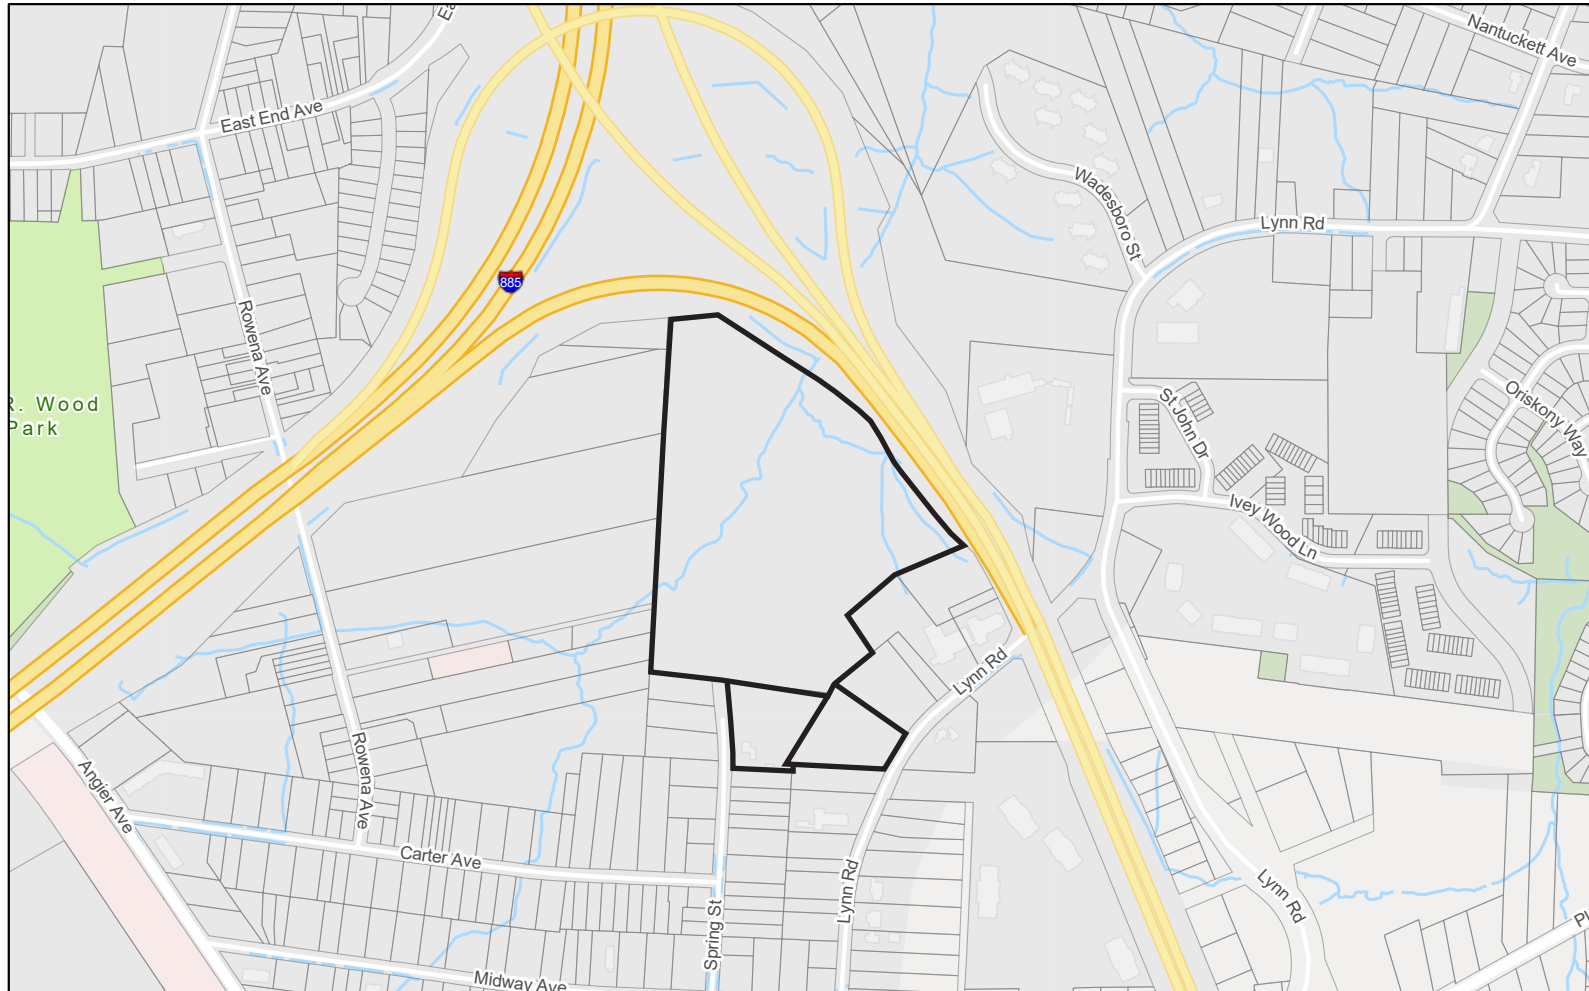 Nantuckett Ave
East End Ave
Wadesboro St
Lynn Rd
885
Rowena Ave
R. Wood
Park
St John Dr
Oriskony Way
Ivey Wood Ln
Lynn Rd
Rowena Ave
Angier Ave
Carter Ave
Lynn Rd
Lynn Rd
Spring St
Midway Ave